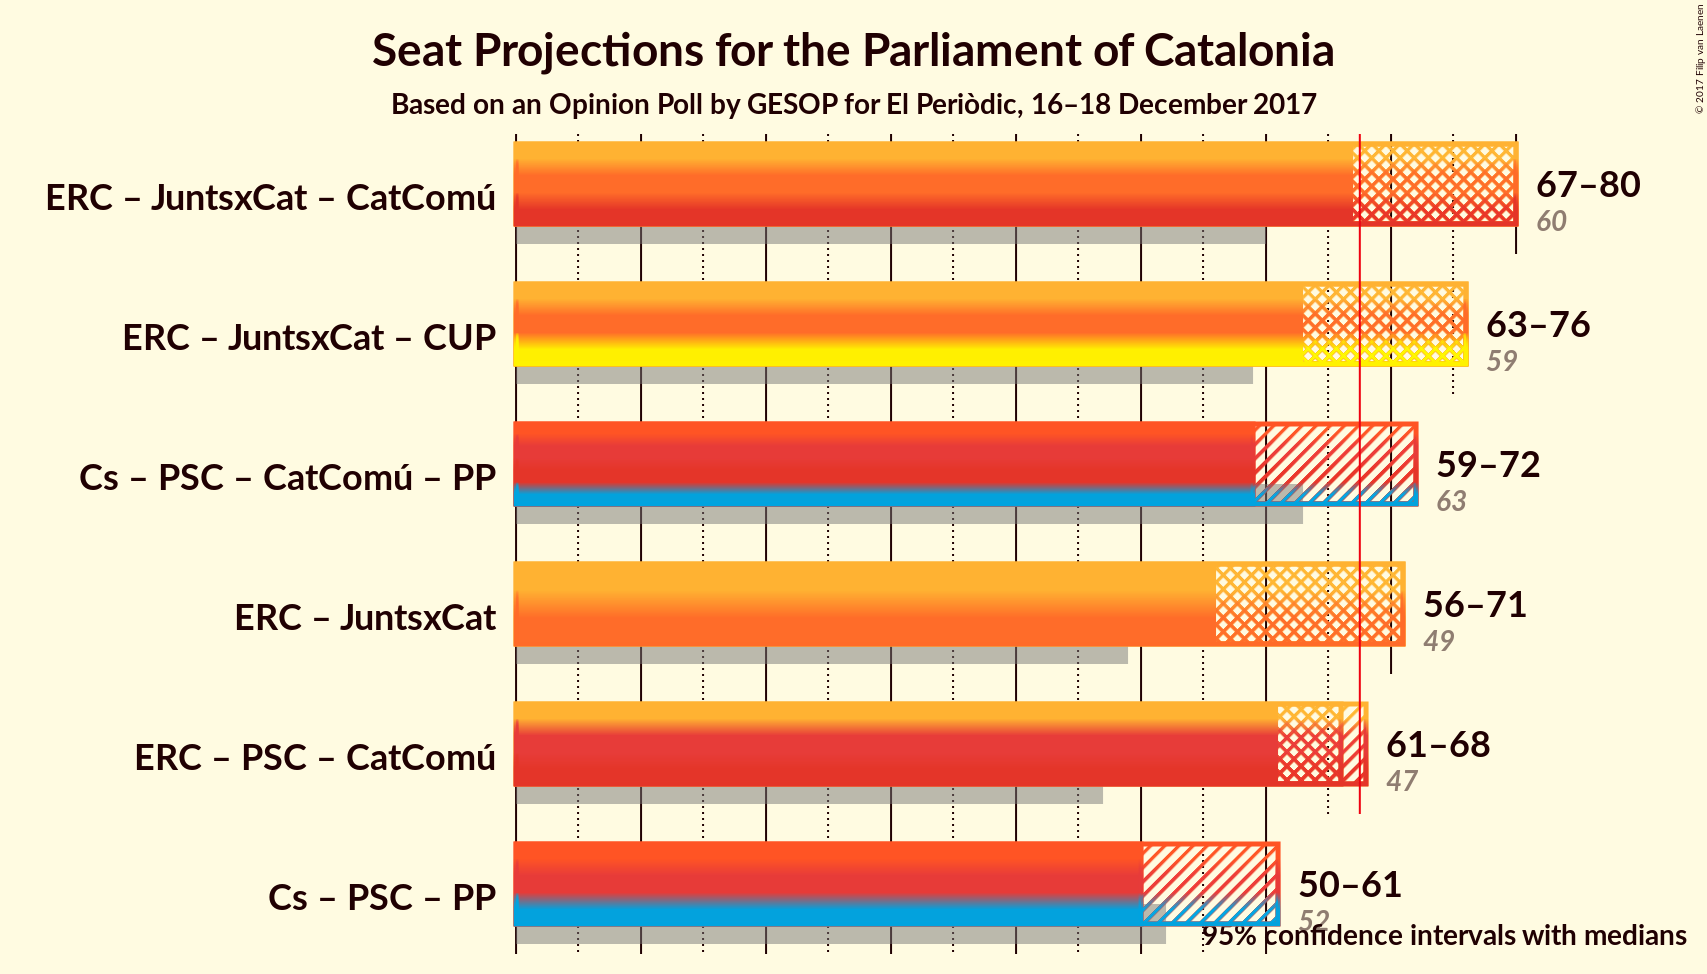 Seat Projections for the Parliament of Catalonia
Based on an Opinion Poll by GESOP for El Periòdic, 16–18 December 2017
© 2017 Filip van Laenen
ERC – JuntsxCat – CatComú
67–80
60
ERC – JuntsxCat – CUP
63–76
59
Cs – PSC – CatComú – PP
59–72
63
ERC – JuntsxCat
56–71
49
ERC – PSC – CatComú
61–68
47
Cs – PSC – PP
50–61
52
95% confidence intervals with medians